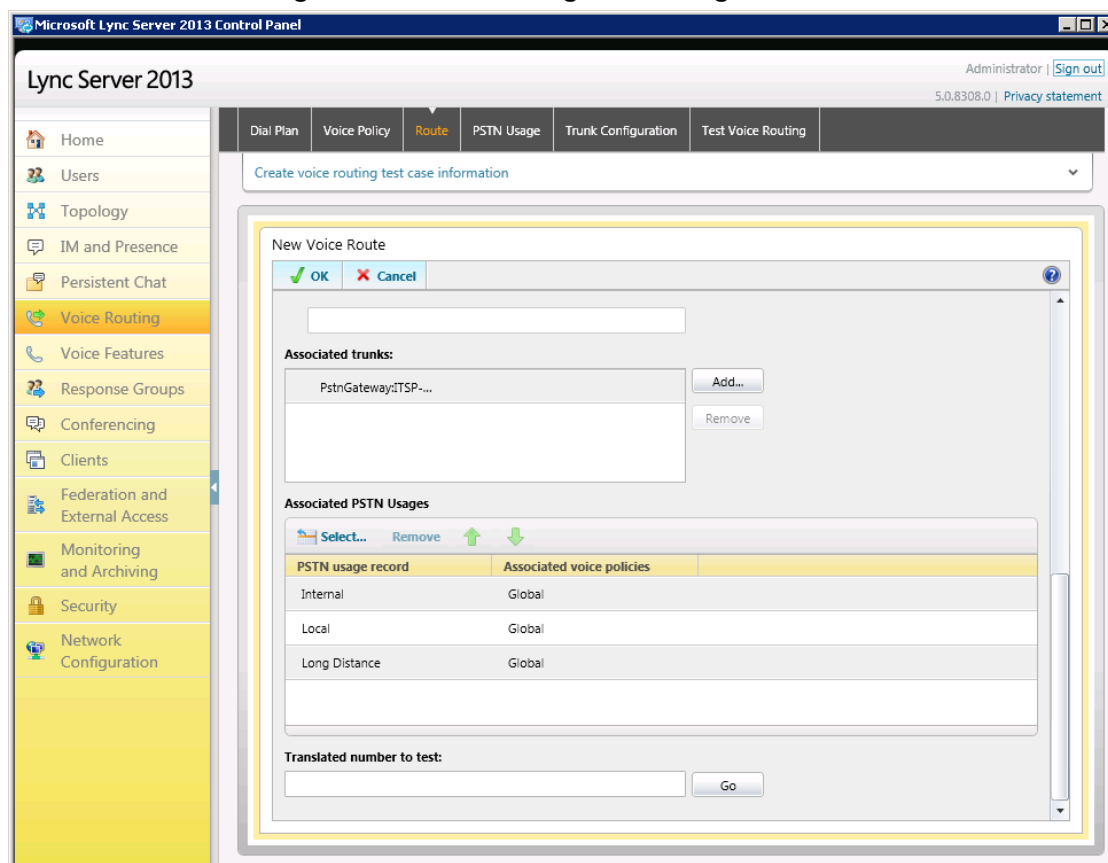 Microsoft Lync Server 2013 Control Panel
Lync Server 2013
Administrator | Sign out
5.0.8308.0 | Privacy statement
Home
Users
Topology
IM and Presence
Persistent Chat
Voice Routing
Voice Features
Response Groups
Conferencing
Clients
Federation and
External Access
Monitoring
and Archiving
Security
Network
Configuration
Dial Plan Voice Policy Route PSTN Usage Trunk Configuration Test Voice Routing
Create voice routing test case information
New Voice Route
OK Cancel
Associated trunks:
PstnGateway:ITSP-...
Add...
Remove
Associated PSTN Usages
Select... Remove
PSTN usage record Associated voice policies
Internal Global
Local Global
Long Distance Global
Translated number to test:
Go